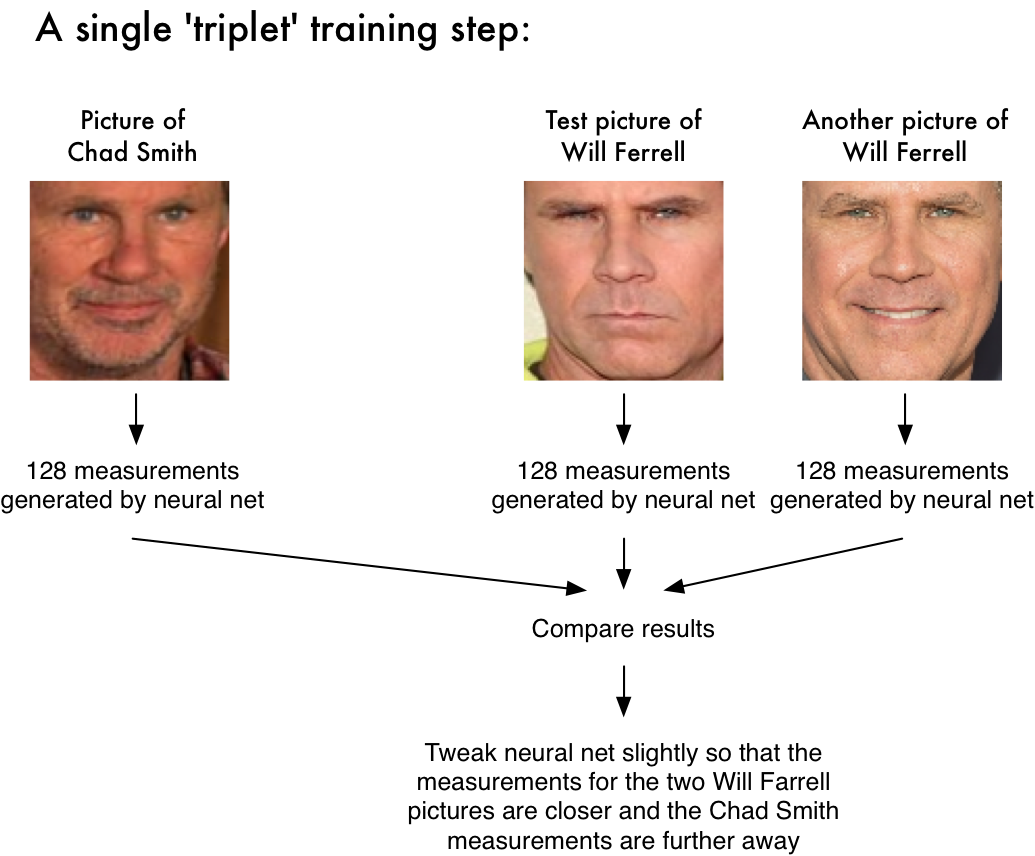 A single 'triplet' training step:
Picture of
Chad Smith
Test picture of
Will Ferrell
Another picture of
Will Ferrell
128 measurements
generated by neural net
128 measurements
generated by neural net
128 measurements
generated by neural net
Compare results
Tweak neural net slightly so that the
measurements for the two Will Farrell
pictures are closer and the Chad Smith
measurements are further away